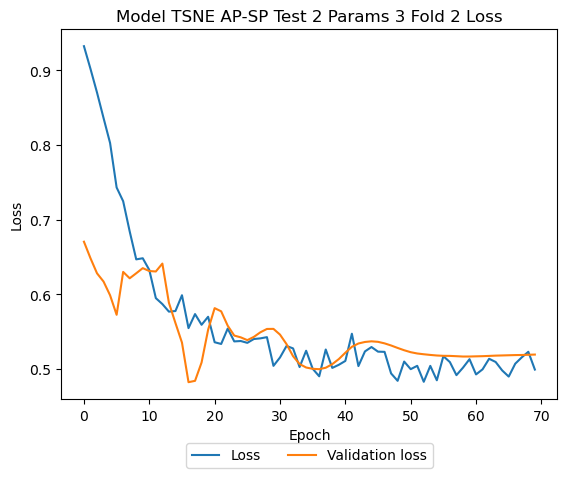 Model TSNE AP-SP Test 2 Params 3 Fold 2 Loss
0.9
0.8
0.7
0.6
0.5
Loss
0 10 20 30 40 50 60 70
Epoch
Loss Validation loss